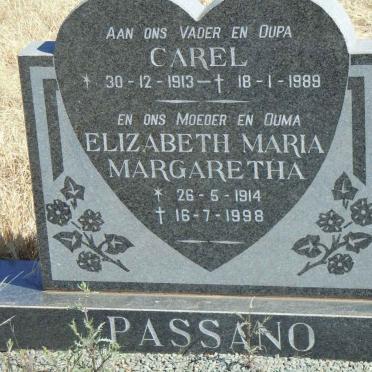 AAN ONS VADER EN OUPA
CAREL
* 30-12-1913 — † 18-1-1989
EN ONS MOEDER EN OUMA
ELIZABETH MARIA
MARGARETHA
* 26-5-1914
† 16-7-1998
PASSANO